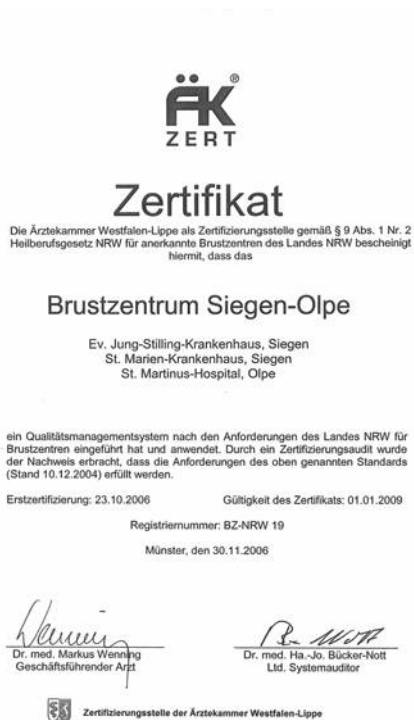 ÄK®
ZERT
Zertifikat
Die Ärztekammer Westfalen-Lippe als Zertifizierungsstelle gemäß § 9 Abs. 1 Nr. 2
Heilberufsgesetz NRW für anerkannte Brustzentren des Landes NRW bescheinigt
hiermit, dass das
Brustzentrum Siegen-Olpe
Ev. Jung-Stilling-Krankenhaus, Siegen
St. Marien-Krankenhaus, Siegen
St. Martinus-Hospital, Olpe
ein Qualitätsmanagementsystem nach den Anforderungen des Landes NRW für
Brustzentren eingeführt hat und anwendet. Durch ein Zertifizierungsaudit wurde
der Nachweis erbracht, dass die Anforderungen des oben genannten Standards
(Stand 10.12.2004) erfüllt werden.
Erstzertifizierung: 23.10.2006 Gültigkeit des Zertifikats: 01.01.2009
Registriernummer: BZ-NRW 19
Münster, den 30.11.2006
Dr. med. Markus Wenning Dr. med. Ha.-Jo. Bücker-Nott
Geschäftsführender Arzt Ltd. Systemauditor
Zertifizierungsstelle der Ärztekammer Westfalen-Lippe